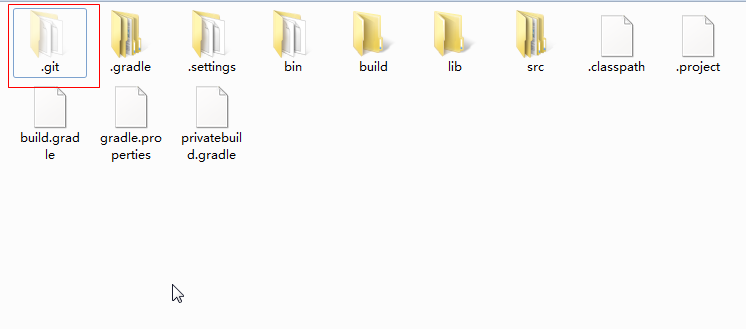 .git
.gradle
.settings
bin
build
lib
src
.classpath
.project
build.grad
le
gradle.pro
perties
privatebuil
d.gradle